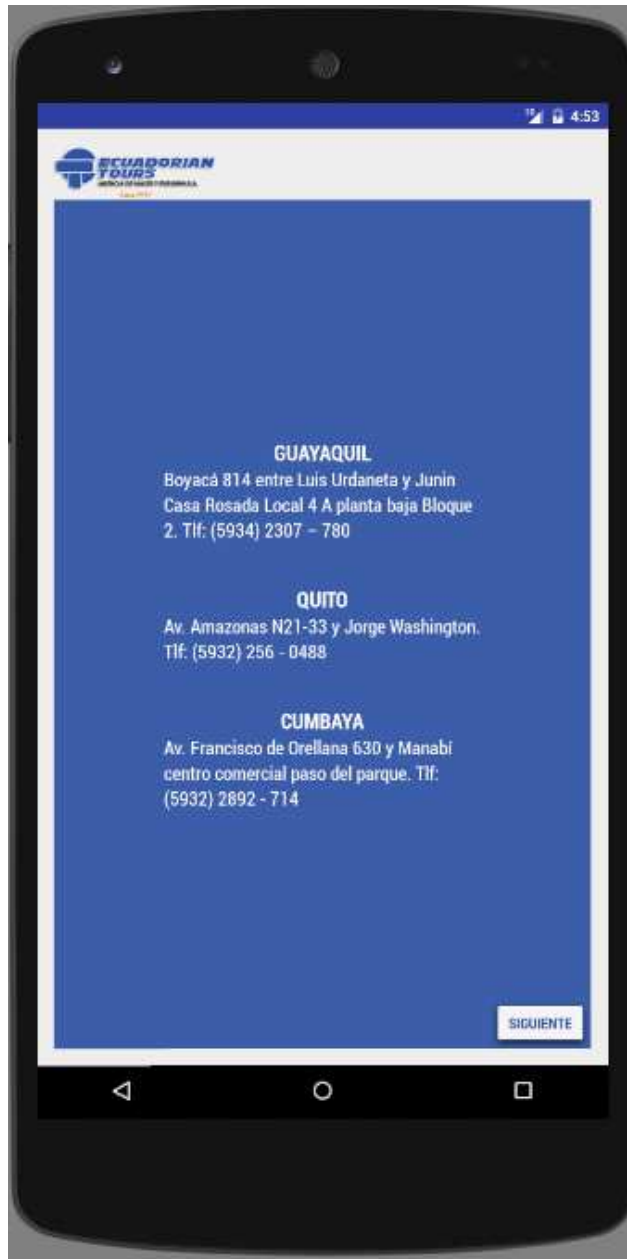 4:53
ECUADORIAN
TOURS
GUAYAQUIL
Boyacá 814 entre Luis Urdaneta y Junin
Casa Rosada Local 4 A planta baja Bloque
2. Tlf: (5934) 2307 – 780
QUITO
Av. Amazonas N21-33 y Jorge Washington.
Tlf: (5932) 256 - 0488
CUMBAYA
Av. Francisco de Orellana 630 y Manabí
centro comercial paso del parque. Tlf:
(5932) 2892 - 714
SIGUIENTE